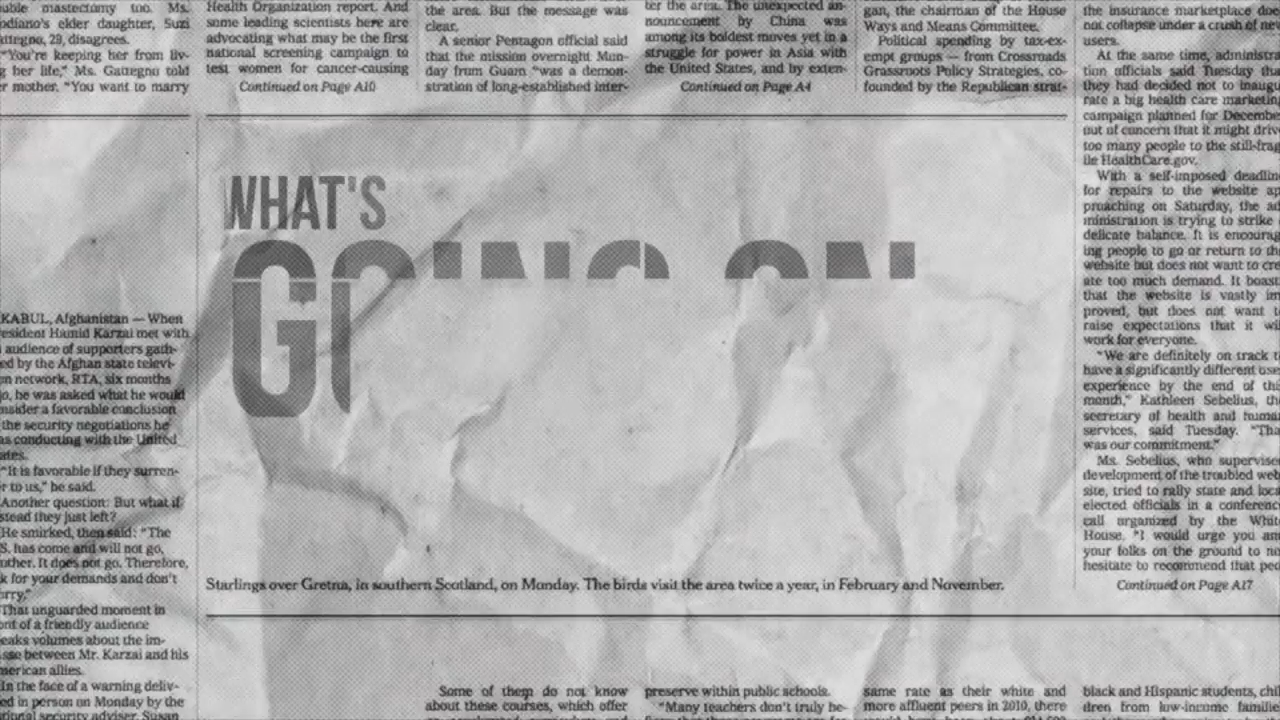 uble mastectomy too. Ms.
odiano's elder daughter, Suzi
attegno, 29, disagrees.
"You're keeping her from liv-
g her life," Ms. Gattegno told
r mother. "You want to marry
Health Organization report. And
some leading scientists here are
advocating what may be the first
national screening campaign to
test women for cancer-causing
Continued on Page A10
the area. But the message was
clear.
A senior Pentagon official said
that the mission overnight Mon-
day from Guam "was a demon-
stration of long-established inter-
ter the area. The unexpected an-
nouncement by China was
among its boldest moves yet in a
struggle for power in Asia with
the United States, and by exten-
Continued on Page A4
gan, the chairman of the House
Ways and Means Committee.
Political spending by tax-ex-
empt groups — from Crossroads
Grassroots Policy Strategies, co-
founded by the Republican strat-
the insurance marketplace doe
not collapse under a crush of ne
users.
At the same time, administra
tion officials said Tuesday tha
they had decided not to inaugu
rate a big health care marketin
campaign planned for December
out of concern that it might driv
too many people to the still-frag
ile HealthCare.gov.
With a self-imposed deadlin
for repairs to the website ap
proaching on Saturday, the ad
ministration is trying to strike
delicate balance. It is encourag
ing people to go or return to th
website but does not want to cre
ate too much demand. It boast
that the website is vastly im
proved, but does not want t
raise expectations that it wi
work for everyone.
"We are definitely on track t
have a significantly different use
experience by the end of thi
month," Kathleen Sebelius, the
secretary of health and human
services, said Tuesday. "Tha
was our commitment."
Ms. Sebelius, who supervise
development of the troubled web
site, tried to rally state and loca
elected officials in a conference
call organized by the Whit
House. "I would urge you an
your folks on the ground to no
hesitate to recommend that peo
Continued on Page A17
WHAT'S
GOING ON
KABUL, Afghanistan — When
esident Hamid Karzai met with
audience of supporters gath-
ed by the Afghan state televi-
on network, RTA, six months
o, he was asked what he would
nsider a favorable conclusion
the security negotiations he
as conducting with the United
ates.
"It is favorable if they surren-
r to us," he said.
Another question: But what if
stead they just left?
He smirked, then said: "The
S. has come and will not go,
other. It does not go. Therefore,
k for your demands and don't
rry."
That unguarded moment in
ont of a friendly audience
eaks volumes about the im-
sse between Mr. Karzai and his
merican allies.
In the face of a warning deliv-
ed in person on Monday by the
tional security adviser, Susan
Starlings over Gretna, in southern Scotland, on Monday. The birds visit the area twice a year, in February and November.
Some of them do not know
about these courses, which offer
preserve within public schools.
"Many teachers don't truly be-
same rate as their white and
more affluent peers in 2010, there
black and Hispanic students, chi
dren from low-income familie